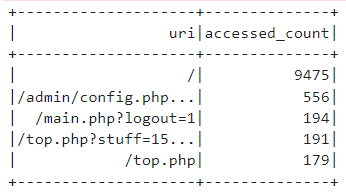 +--------------------+--------------+
|                 uri|accessed_count|
+--------------------+--------------+
|                   /|          9475|
|/admin/config.php...|           556|
|  /main.php?logout=1|           194|
|/top.php?stuff=15...|           191|
|            /top.php|           179|
+--------------------+--------------+